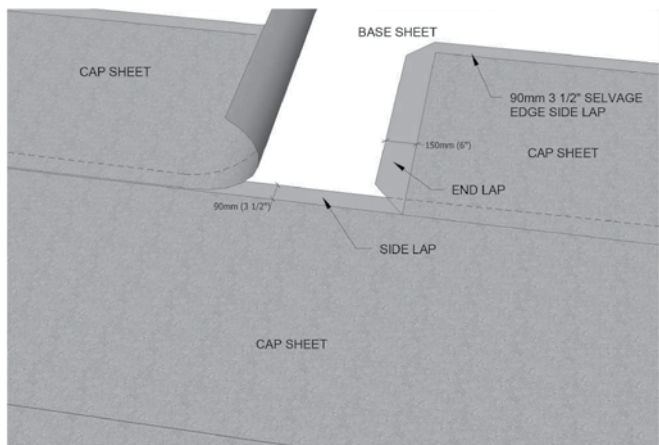 BASE SHEET
CAP SHEET
90mm 3 1/2" SELVAGE
EDGE SIDE LAP
150mm (6")
CAP SHEET
END LAP
90mm (3 1/2")
SIDE LAP
CAP SHEET